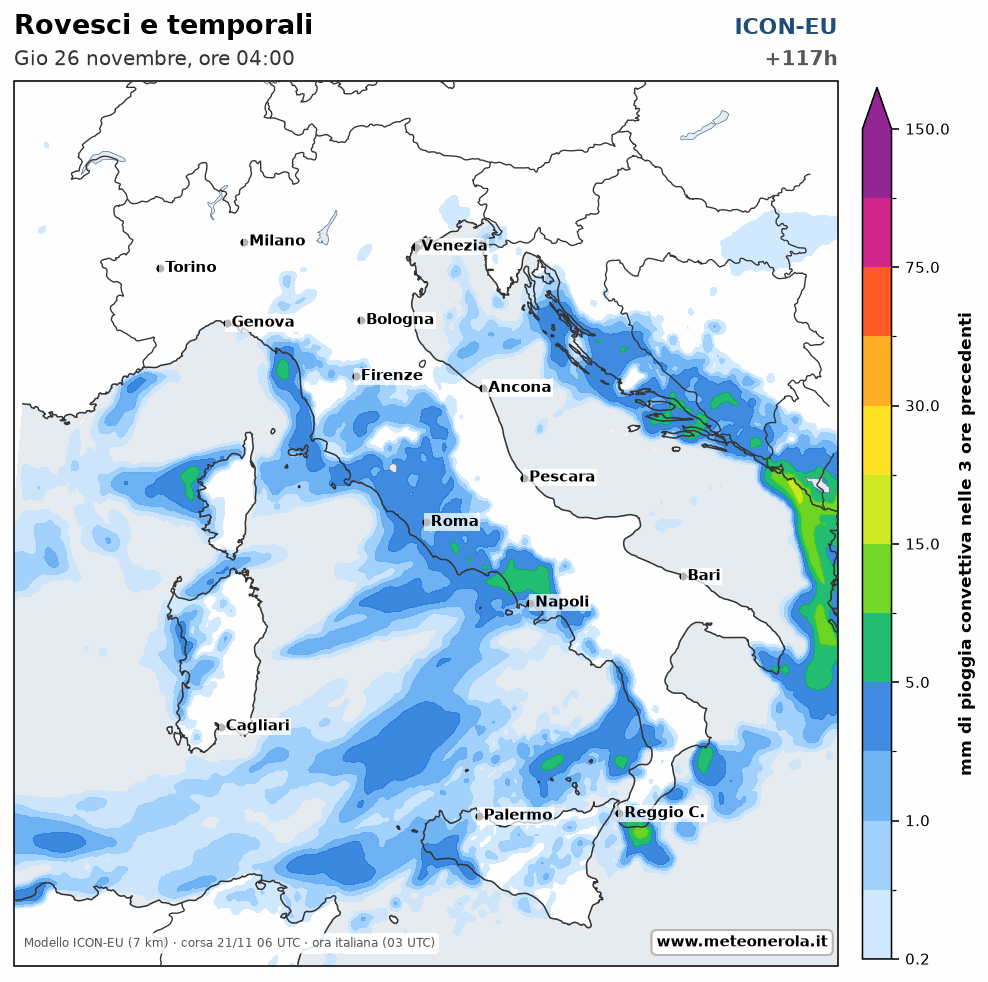 Rovesci e temporali
ICON-EU
Gio 26 novembre, ore 04:00
+117h
150.0
75.0
30.0
15.0
5.0
1.0
0.2
mm di pioggia convettiva nelle 3 ore precedenti
Milano
Venezia
Torino
Genova
Bologna
Firenze
Ancona
Pescara
Roma
Bari
Napoli
Cagliari
Palermo
Reggio C.
Modello ICON-EU (7 km) · corsa 21/11 06 UTC · ora italiana (03 UTC)
www.meteonerola.it